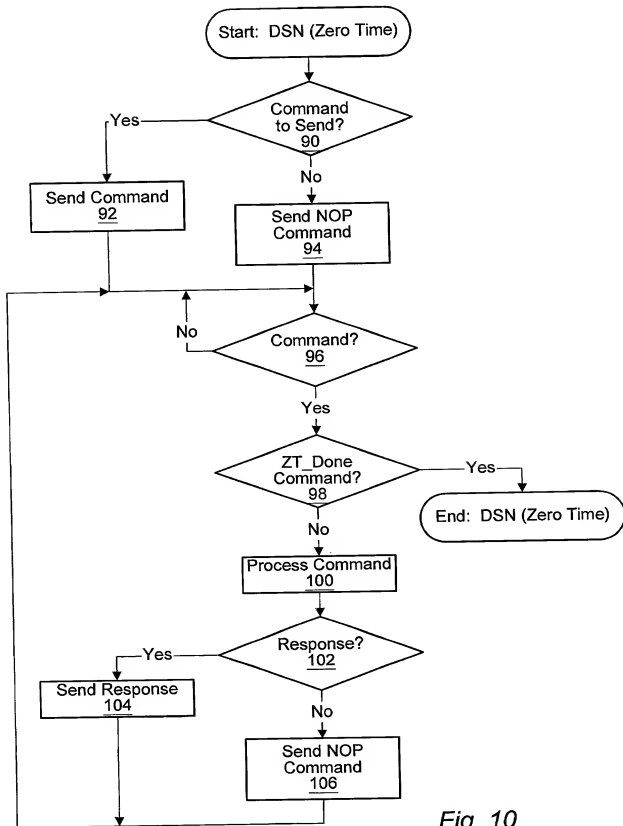 Start: DSN (Zero Time)
Command
to Send?
90
Yes
No
Send Command
92
Send NOP
Command
94
No
Command?
96
Yes
ZT_Done
Command?
98
Yes
End: DSN (Zero Time)
No
Process Command
100
Response?
102
Yes
Send Response
104
No
Send NOP
Command
106
Fig. 10